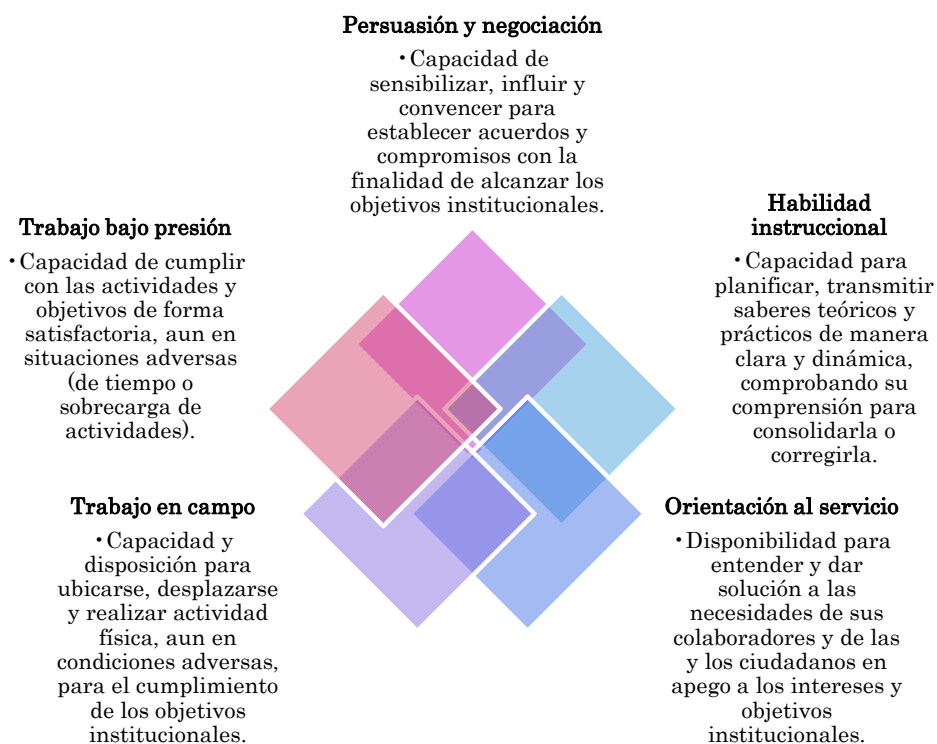 Persuasión y negociación
•Capacidad de
sensibilizar, influir y
convencer para
establecer acuerdos y
compromisos con la
finalidad de alcanzar los
objetivos institucionales.
Habilidad
instruccional
•Capacidad para
planificar, transmitir
saberes teóricos y
prácticos de manera
clara y dinámica,
comprobando su
comprensión para
consolidarla o
corregirla.
Orientación al servicio
•Disponibilidad para
entender y dar
solución a las
necesidades de sus
colaboradores y de las
y los ciudadanos en
apego a los intereses y
objetivos
institucionales.
Trabajo en campo
•Capacidad y
disposición para
ubicarse, desplazarse
y realizar actividad
física, aun en
condiciones adversas,
para el cumplimiento
de los objetivos
institucionales.
Trabajo bajo presión
•Capacidad de cumplir
con las actividades y
objetivos de forma
satisfactoria, aun en
situaciones adversas
(de tiempo o
sobrecarga de
actividades).